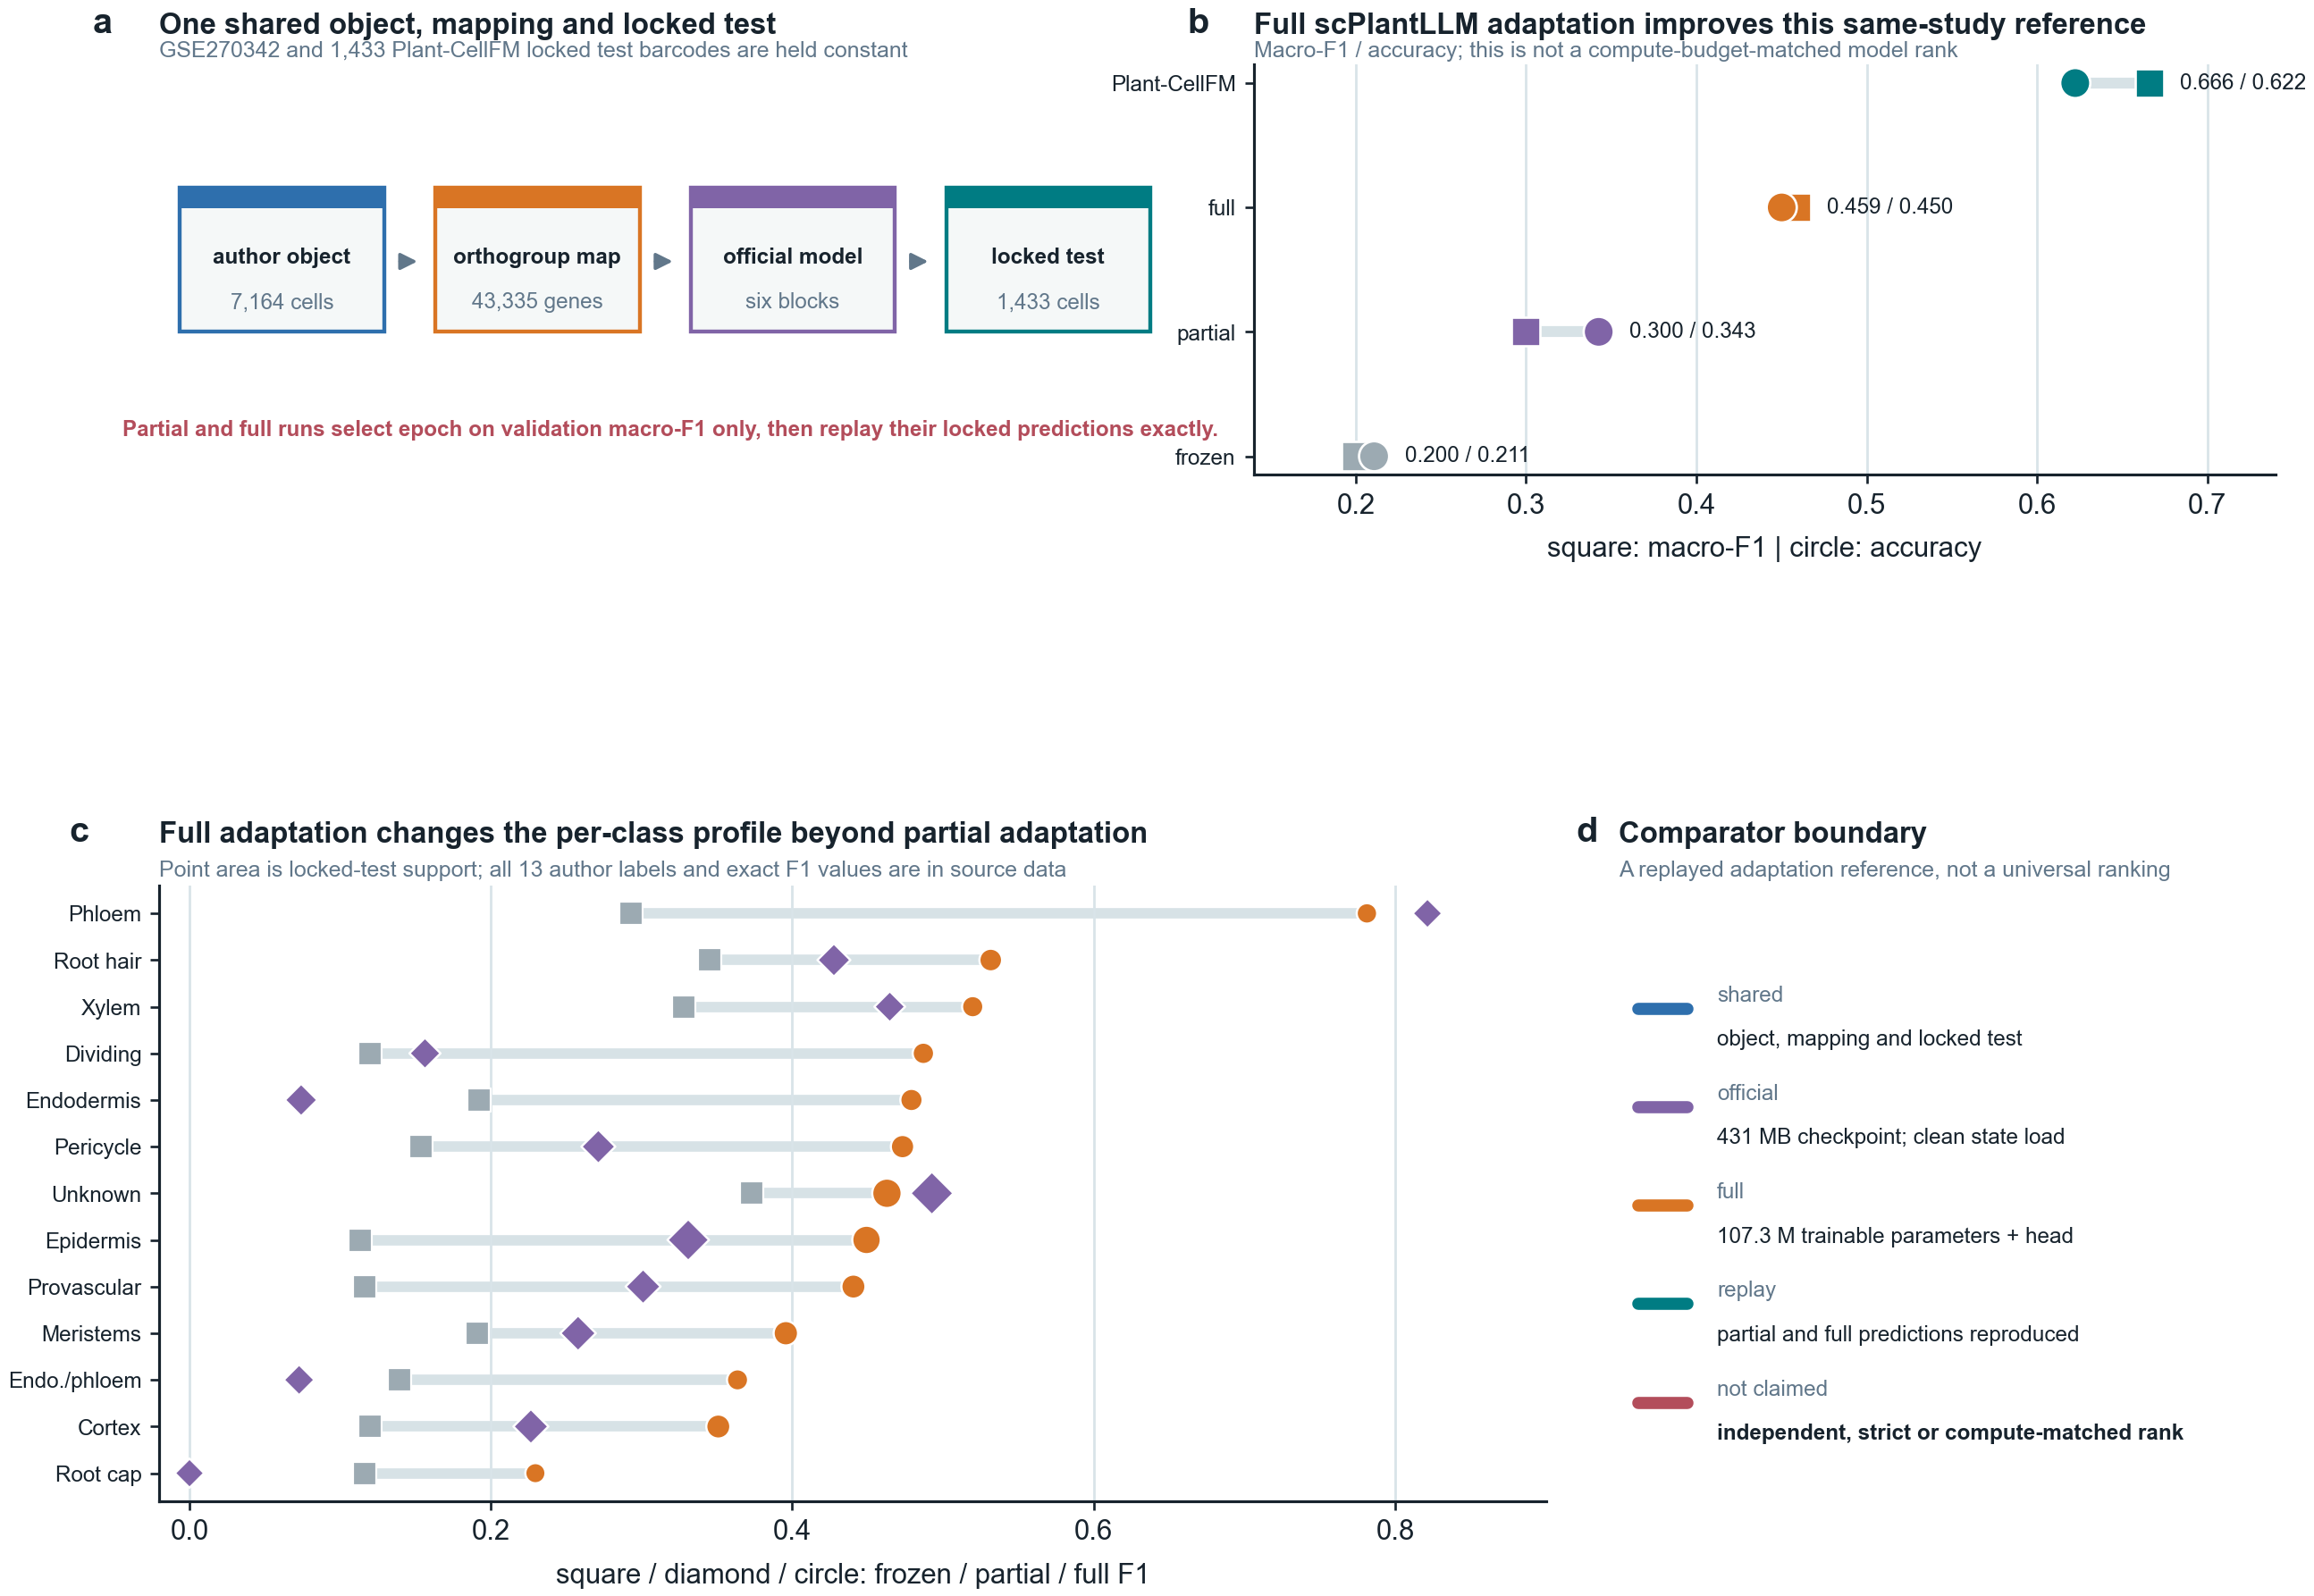 a
One shared object, mapping and locked test
GSE270342 and 1,433 Plant-CellFM locked test barcodes are held constant
author object
7,164 cells
orthogroup map
43,335 genes
official model
six blocks
locked test
1,433 cells
Partial and full runs select epoch on validation macro-F1 only, then replay their locked predictions exactly.
b
Full scPlantLLM adaptation improves this same-study reference
Macro-F1 / accuracy; this is not a compute-budget-matched model rank
Plant-CellFM
0.666 / 0.622
full
0.459 / 0.450
partial
0.300 / 0.343
frozen
0.200 / 0.211
0.2 0.3 0.4 0.5 0.6 0.7
square: macro-F1 | circle: accuracy
c
Full adaptation changes the per-class profile beyond partial adaptation
Point area is locked-test support; all 13 author labels and exact F1 values are in source data
Phloem
Root hair
Xylem
Dividing
Endodermis
Pericycle
Unknown
Epidermis
Provascular
Meristems
Endo./phloem
Cortex
Root cap
0.0 0.2 0.4 0.6 0.8
square / diamond / circle: frozen / partial / full F1
d
Comparator boundary
A replayed adaptation reference, not a universal ranking
shared
object, mapping and locked test
official
431 MB checkpoint; clean state load
full
107.3 M trainable parameters + head
replay
partial and full predictions reproduced
not claimed
independent, strict or compute-matched rank